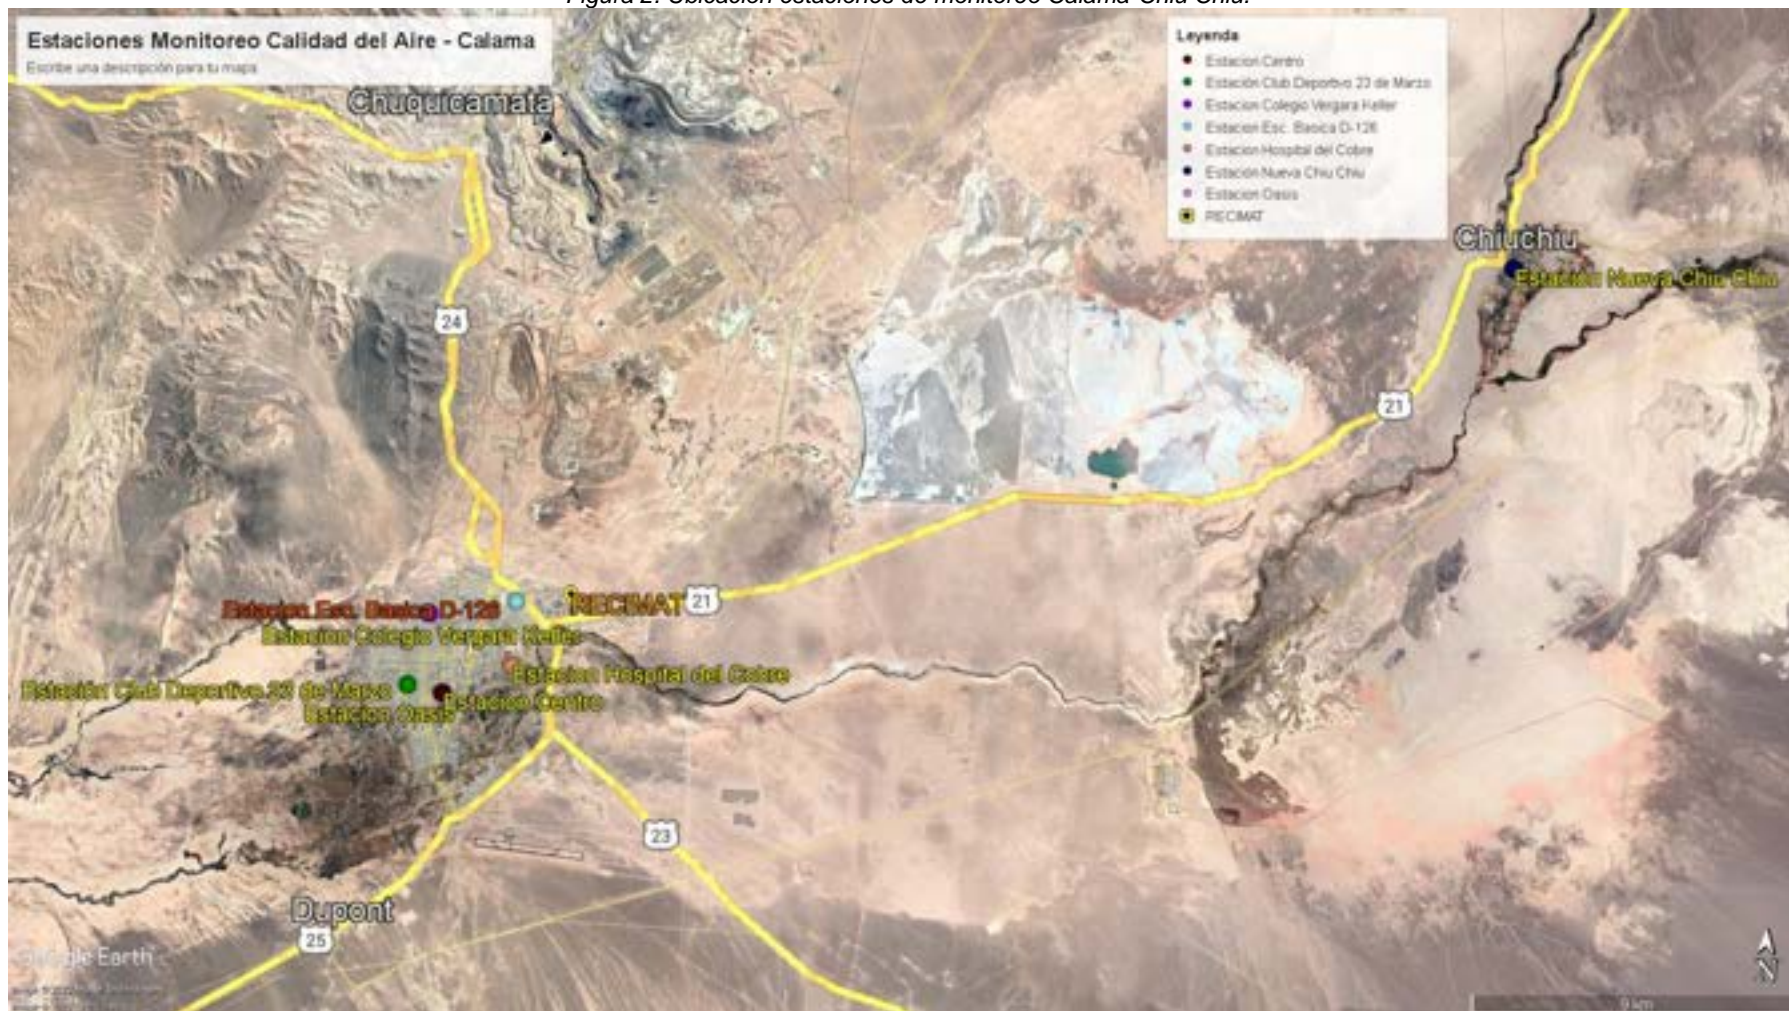 Figura 2. Ubicación estaciones de monitoreo Calama-Chiu Chiu.
Estaciones Monitoreo Calidad del Aire - Calama
Escribe una descripción para tu mapa
Leyenda
Estacion Centro
Estación Club Deportivo 23 de Marzo
Estacion Colegio Vergara Keller
Estacion Esc. Basica D-126
Estacion Hospital del Cobre
Estacion Nueva Chiu Chiu
Estacion Oasis
RECIMAT
Chuquicamata
Chiuchiu
Estacion Nueva Chiu Chiu
24
21
Estacion Esc. Basica D-126
RECIMAT
21
Estacion Colegio Vergara Keller
Estacion Hospital del Cobre
Estación Club Deportivo 23 de Marzo
Estacion Centro
Estacion Oasis
23
Dupont
25
Google Earth
N
9 km